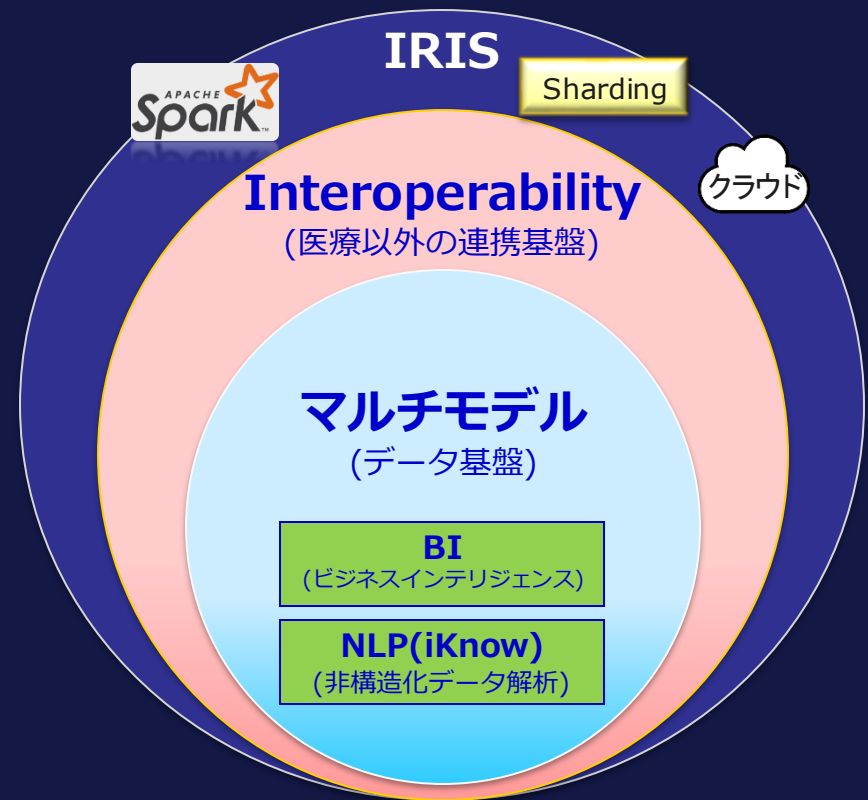 IRIS
APACHE
Spark™
Sharding
クラウド
Interoperability
(医療以外の連携基盤)
マルチモデル
(データ基盤)
BI
(ビジネスインテリジェンス)
NLP(iKnow)
(非構造化データ解析)